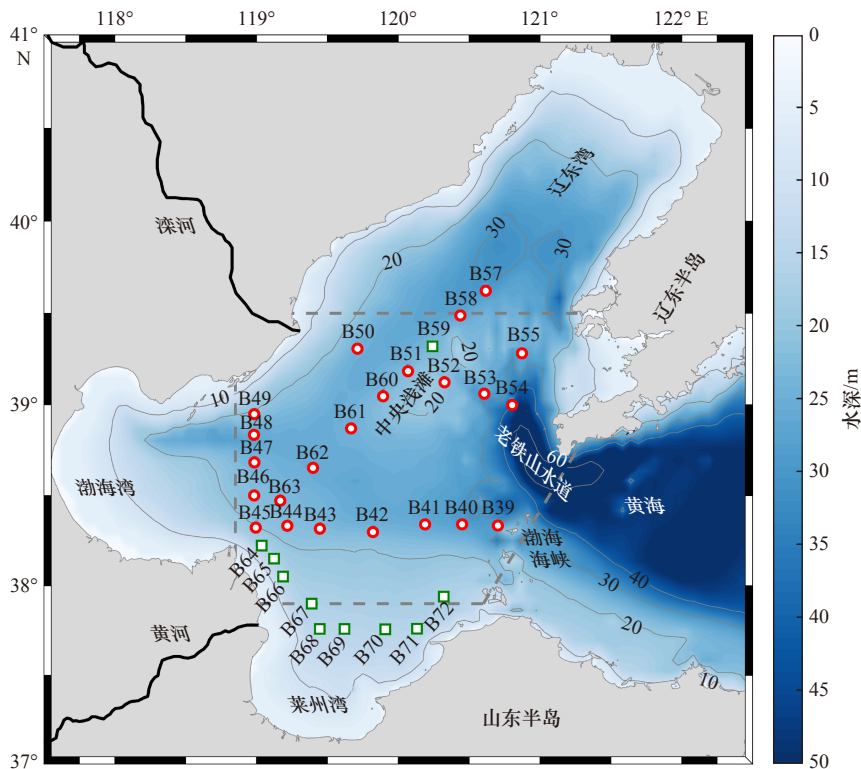 118°
119°
120°
121°
122° E
41°
N
40°
39°
38°
37°
滦河
辽东湾
辽东半岛
30
30
20
B57
B58
B50
B59
B55
B51
20
B52
B60
B53
B54
中央浅滩
20
10
B49
B48
B61
B47
B62
老铁山水道
60
B46
B63
渤海湾
黄海
B45
B44
B43
B42
B41
B40
B39
渤海
海峡
B64
B65
B66
30
40
B67
B72
20
黄河
B68
B69
B70
B71
10
莱州湾
山东半岛
0
5
10
15
20
25
30
35
40
45
50
水深/m